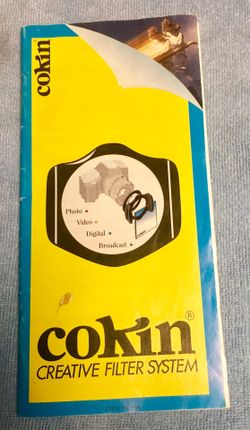 cokin
Photo •
Video •
Digital •
Broadcast •
cokin®
CREATIVE FILTER SYSTEM